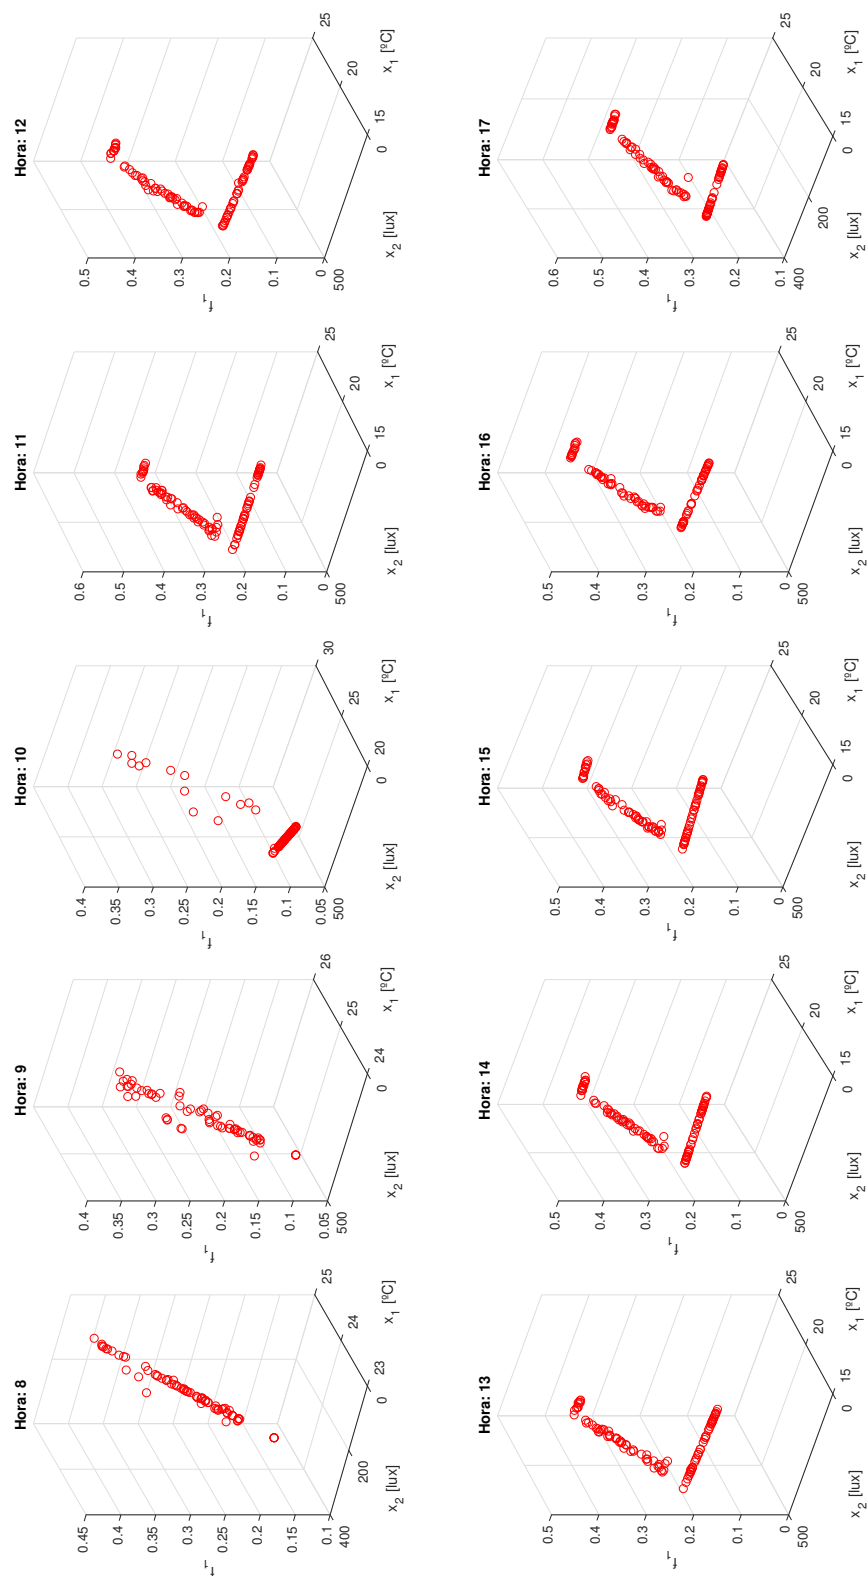 Hora: 8
0.45
0.4
0.35
0.3
0.25
0.2
0.15
0.1
f₁
400
200
0
x₂ [lux]
23
24
25
x₁ [ºC]
Hora: 9
0.4
0.35
0.3
0.25
0.2
0.15
0.1
0.05
f₁
500
0
x₂ [lux]
24
25
26
x₁ [ºC]
Hora: 10
0.4
0.35
0.3
0.25
0.2
0.15
0.1
0.05
f₁
500
0
x₂ [lux]
20
25
30
x₁ [ºC]
Hora: 11
0.6
0.5
0.4
0.3
0.2
0.1
0
f₁
500
0
x₂ [lux]
15
20
25
x₁ [ºC]
Hora: 12
0.5
0.4
0.3
0.2
0.1
0
f₁
500
0
x₂ [lux]
15
20
25
x₁ [ºC]
Hora: 13
0.5
0.4
0.3
0.2
0.1
0
f₁
500
0
x₂ [lux]
15
20
25
x₁ [ºC]
Hora: 14
0.5
0.4
0.3
0.2
0.1
0
f₁
500
0
x₂ [lux]
15
20
25
x₁ [ºC]
Hora: 15
0.5
0.4
0.3
0.2
0.1
0
f₁
500
0
x₂ [lux]
15
20
25
x₁ [ºC]
Hora: 16
0.5
0.4
0.3
0.2
0.1
0
f₁
500
0
x₂ [lux]
15
20
25
x₁ [ºC]
Hora: 17
0.6
0.5
0.4
0.3
0.2
0.1
f₁
400
200
0
x₂ [lux]
15
20
25
x₁ [ºC]